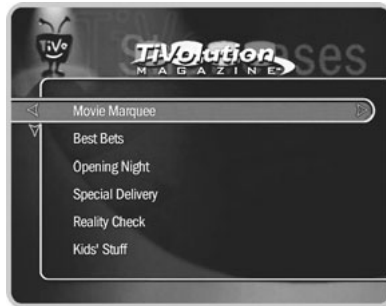 TiVo
TiVolution
MAGAZINE
Movie Marquee
Best Bets
Opening Night
Special Delivery
Reality Check
Kids' Stuff